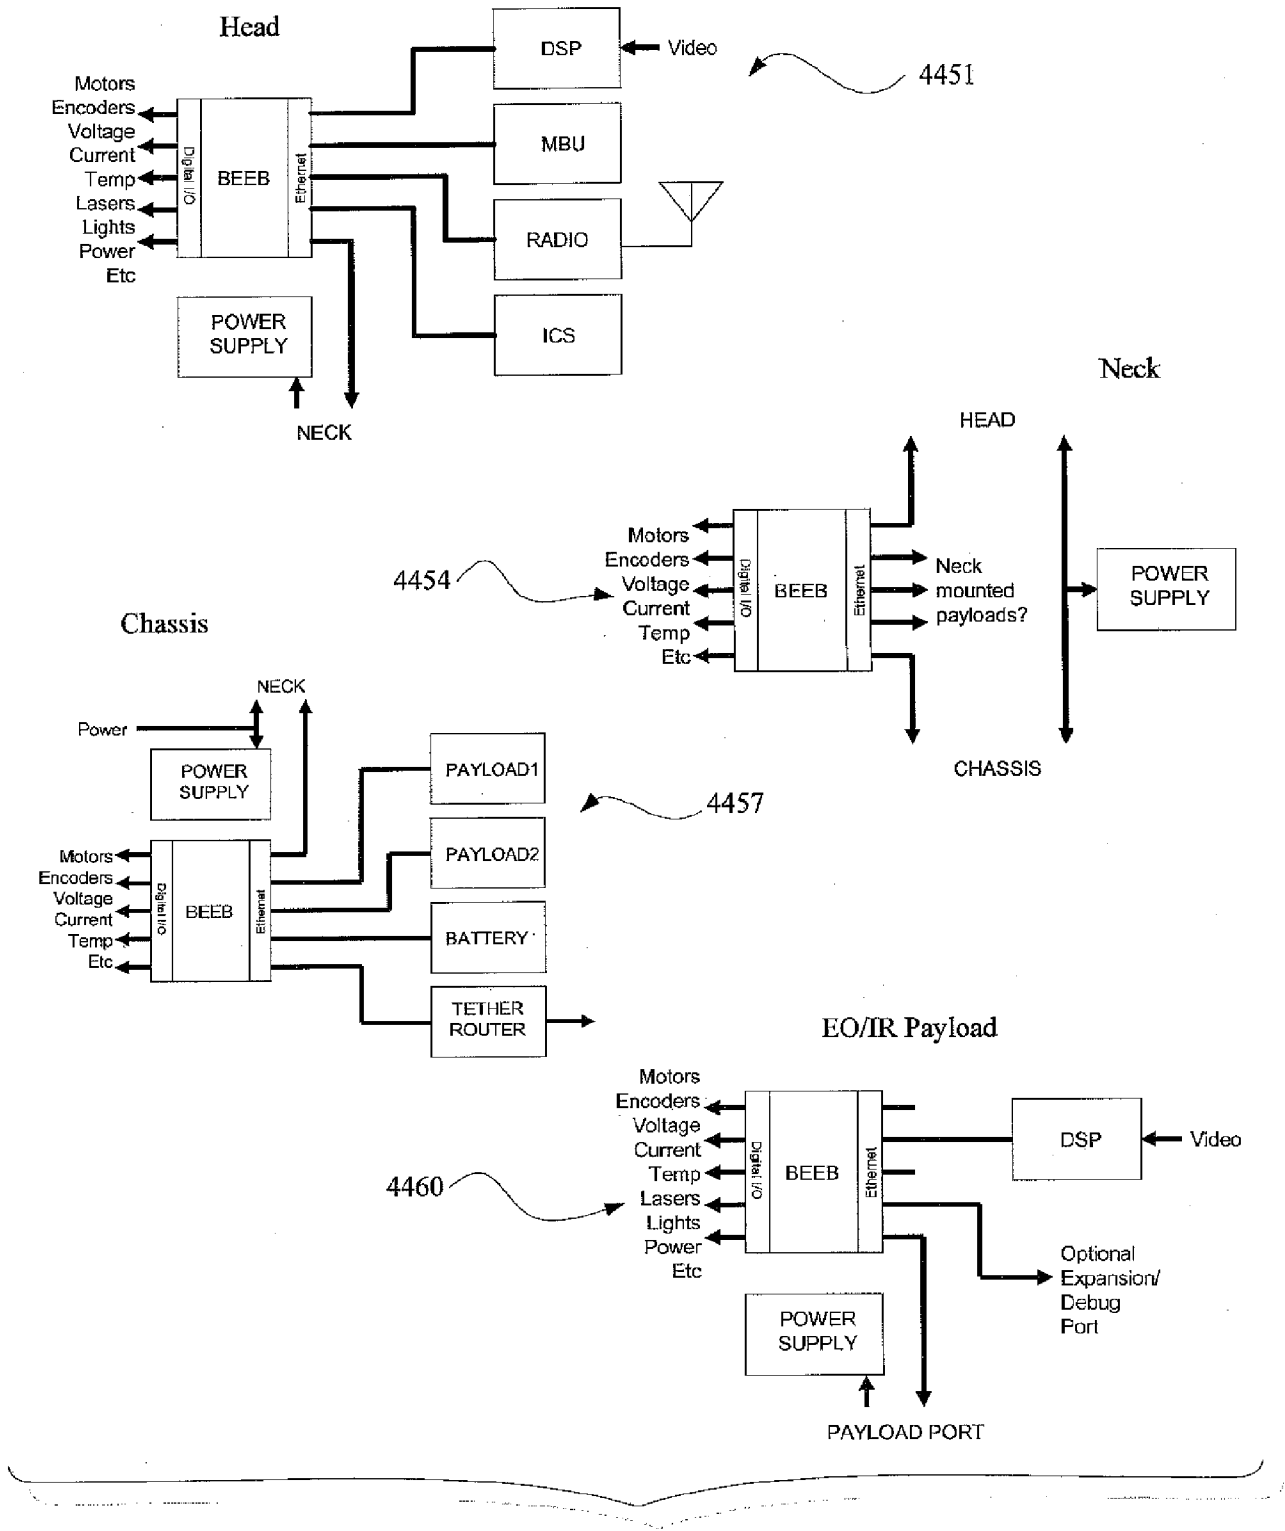 Head
DSP
Video
4451
Motors
Encoders
Voltage
Current
Temp
Lasers
Lights
Power
Etc
Digital I/O
BEEB
Ethernet
MBU
RADIO
ICS
POWER
SUPPLY
NECK
Neck
HEAD
4454
Motors
Encoders
Voltage
Current
Temp
Etc
Digital I/O
BEEB
Ethernet
Neck
mounted
payloads?
POWER
SUPPLY
CHASSIS
Chassis
NECK
Power
POWER
SUPPLY
PAYLOAD1
4457
PAYLOAD2
Motors
Encoders
Voltage
Current
Temp
Etc
Digital I/O
BEEB
Ethernet
BATTERY
TETHER
ROUTER
EO/IR Payload
Motors
Encoders
Voltage
Current
Temp
Lasers
Lights
Power
Etc
4460
Digital I/O
BEEB
Ethernet
DSP
Video
Optional
Expansion/
Debug
Port
POWER
SUPPLY
PAYLOAD PORT